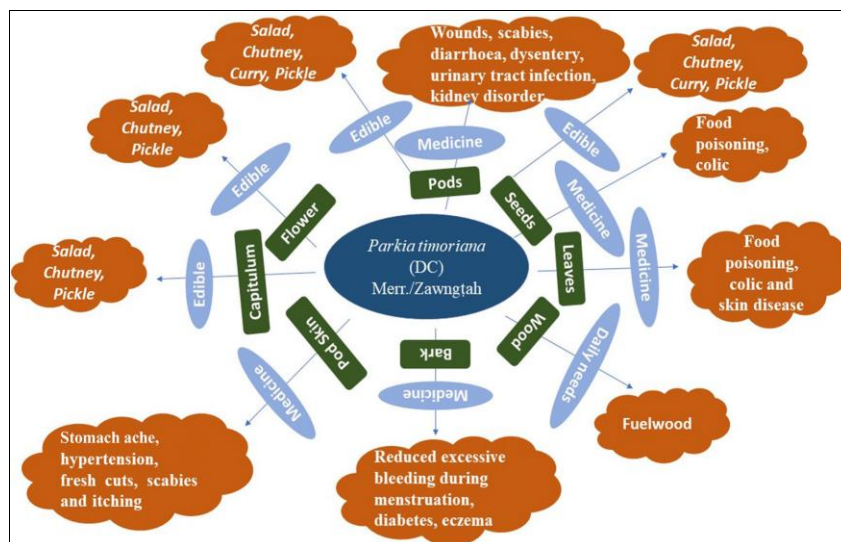 Salad,
Chutney,
Curry, Pickle
Edible
Wounds, scabies,
diarrhoea, dysentery,
urinary tract infection,
kidney disorder
Medicine
Pods
Salad,
Chutney,
Curry, Pickle
Edible
Seeds
Medicine
Food
poisoning,
colic
Salad,
Chutney,
Pickle
Edible
Flower
Salad,
Chutney,
Pickle
Edible
Capitulum
Parkia timoriana
(DC)
Merr./Zawngṭah
Leaves
Medicine
Food
poisoning,
colic and
skin disease
Wood
Daily needs
Fuelwood
Bark
Medicine
Reduced excessive
bleeding during
menstruation,
diabetes, eczema
Pod Skin
Medicine
Stomach ache,
hypertension,
fresh cuts, scabies
and itching